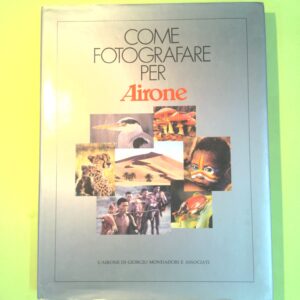 COME
FOTOGRAFARE
PER
Airone
L'AIRONE DI GIORGIO MONDADORI E ASSOCIATI